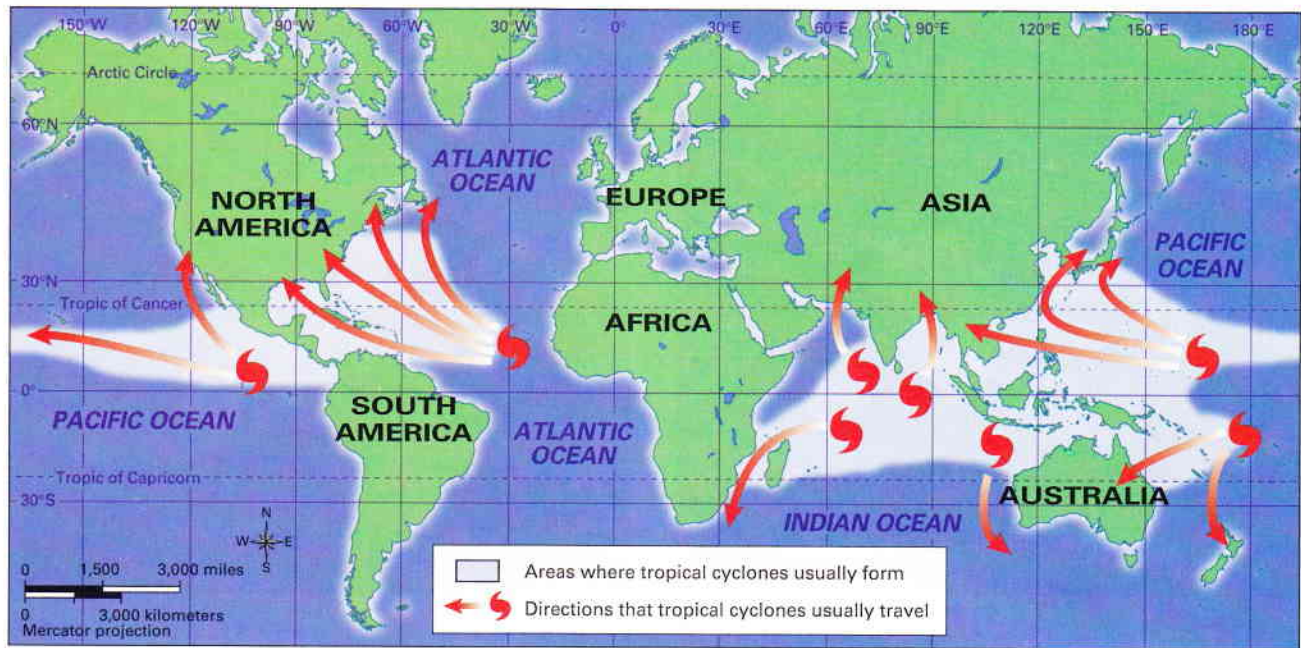 150°W
90°W
60°W
30°W
0°
30°E
60°E
90°E
120°E
150°E
180°E
Arctic Circle
60°N
ATLANTIC
OCEAN
NORTH
AMERICA
EUROPE
ASIA
PACIFIC
OCEAN
30°N
Tropic of Cancer
AFRICA
0°
PACIFIC OCEAN
SOUTH
AMERICA
ATLANTIC
OCEAN
Tropic of Capricorn
30°S
INDIAN OCEAN
AUSTRALIA
N
W
E
S
0 1,500 3,000 miles
0 3,000 kilometers
Mercator projection
Areas where tropical cyclones usually form
Directions that tropical cyclones usually travel